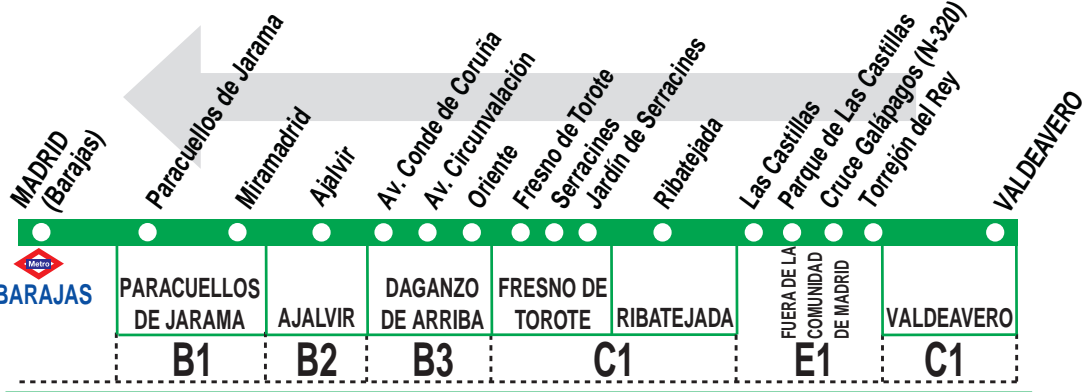 MADRID
(Barajas)
Paracuellos de Jarama
Miramadrid
Ajalvir
Av. Conde de Coruña
Av. Circunvalación
Oriente
Fresno de Torote
Serracines
Jardín de Serracines
Ribatejada
Las Castillas
Parque de Las Castillas
Cruce Galápagos (N-320)
Torrejón del Rey
VALDEAVERO
Metro
BARAJAS
PARACUELLOS
DE JARAMA
AJALVIR
DAGANZO
DE ARRIBA
FRESNO DE
TOROTE
RIBATEJADA
FUERA DE LA
COMUNIDAD
DE MADRID
VALDEAVERO
B1
B2
B3
C1
E1
C1